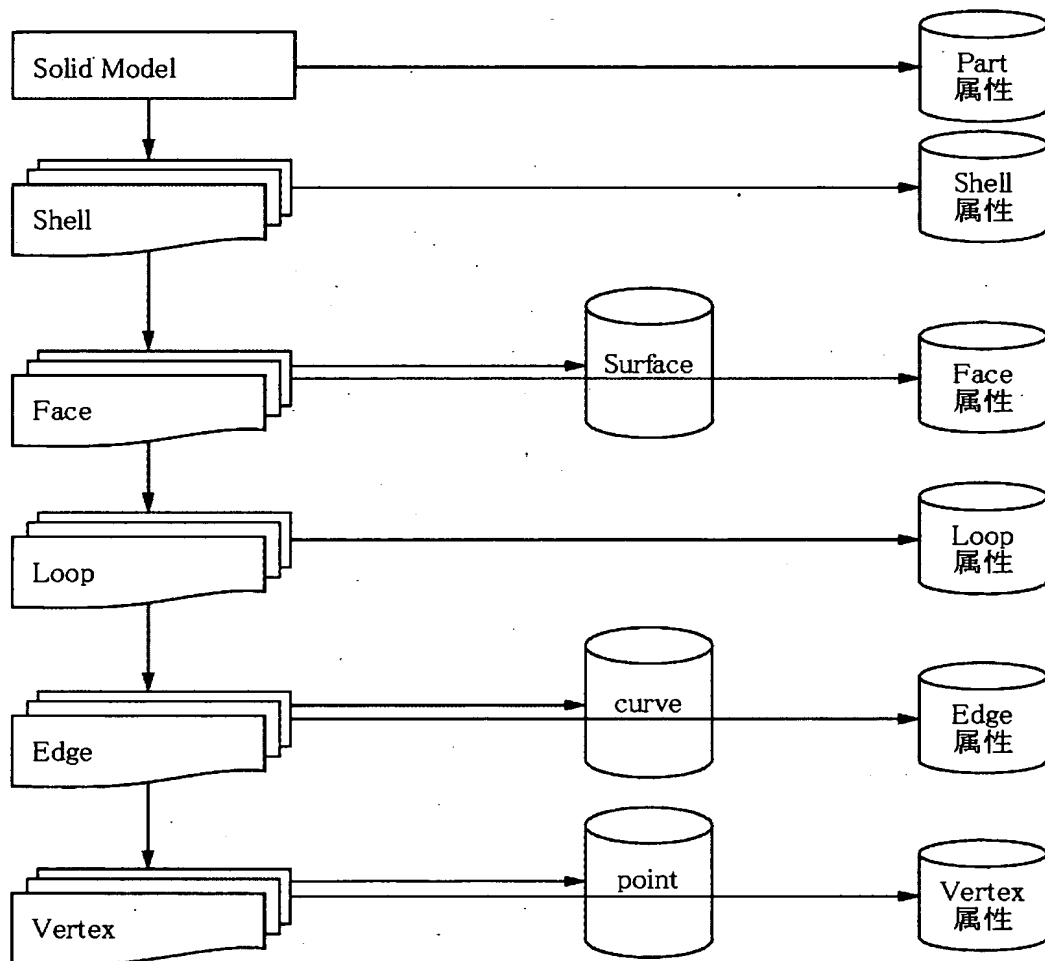 Solid Model
Part
属性
Shell
Shell
属性
Face
Surface
Face
属性
Loop
Loop
属性
Edge
curve
Edge
属性
Vertex
point
Vertex
属性